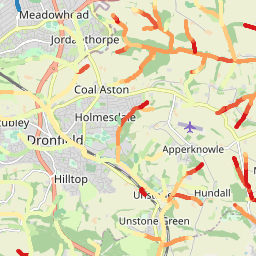 Meadowhead
Jordanthorpe
Coal Aston
Holmesdale
Dronfield
Apperknowle
Hilltop
Hundall
Unstone Green